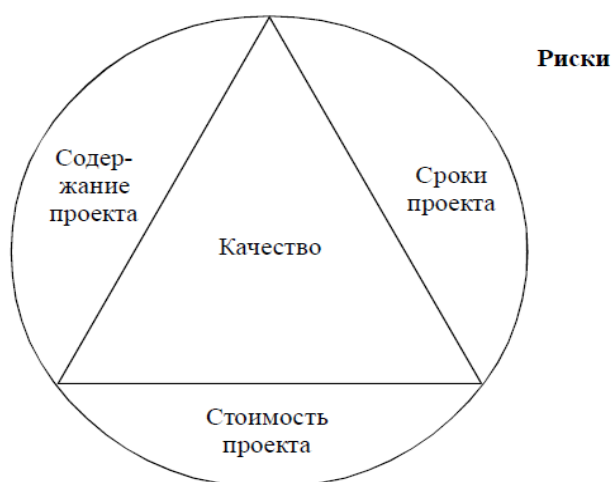 Риски
Содер-
жание
проекта
Сроки
проекта
Качество
Стоимость
проекта